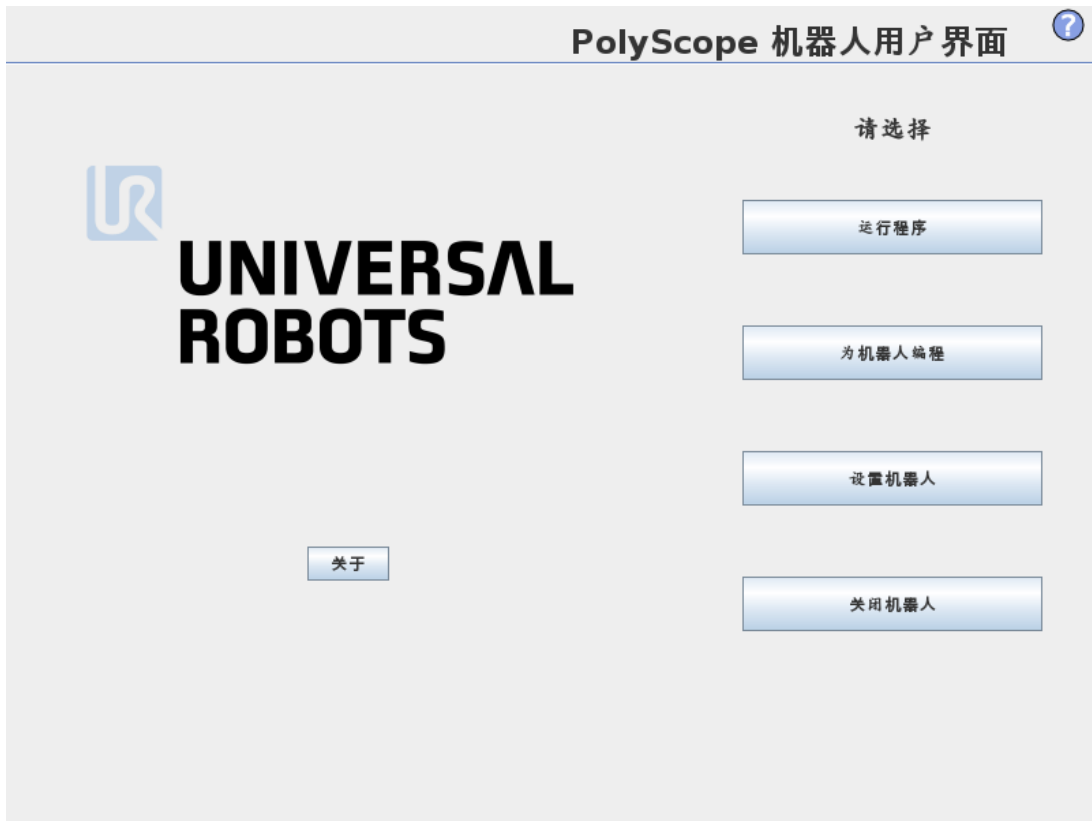 PolyScope 机器人用户界面
?
请选择
UR
UNIVERSAL
ROBOTS
运行程序
为机器人编程
设置机器人
关于
关闭机器人